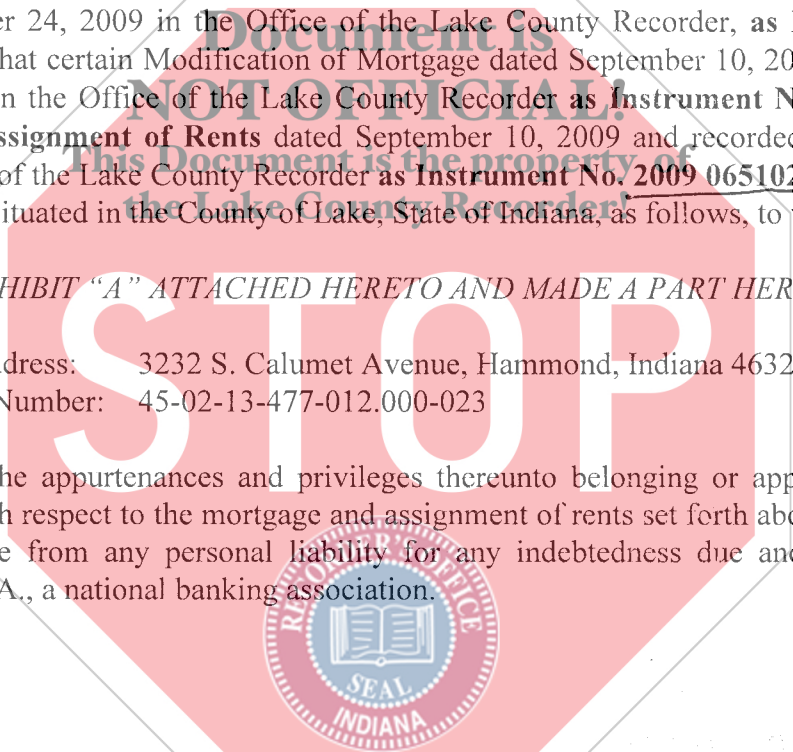 er 24, 2009 in the Office of the Lake County Recorder, as
Document is
hat certain Modification of Mortgage dated September 10, 20
NOT OFFICIAL!
n the Office of the Lake County Recorder as Instrument N
ssignment of Rents dated September 10, 2009 and recorded
This Document is the property of
of the Lake County Recorder as Instrument No. 2009 065102
the Lake County Recorder!
ituated in the County of Lake, State of Indiana, as follows, to
HIBIT “A” ATTACHED HERETO AND MADE A PART HER
STOP
dress: 3232 S. Calumet Avenue, Hammond, Indiana 4632
Number: 45-02-13-477-012.000-023
he appurtenances and privileges thereunto belonging or app
h respect to the mortgage and assignment of rents set forth abo
e from any personal liability for any indebtedness due and
A., a national banking association.
RECORDER'S OFFICE
SEAL
INDIANA